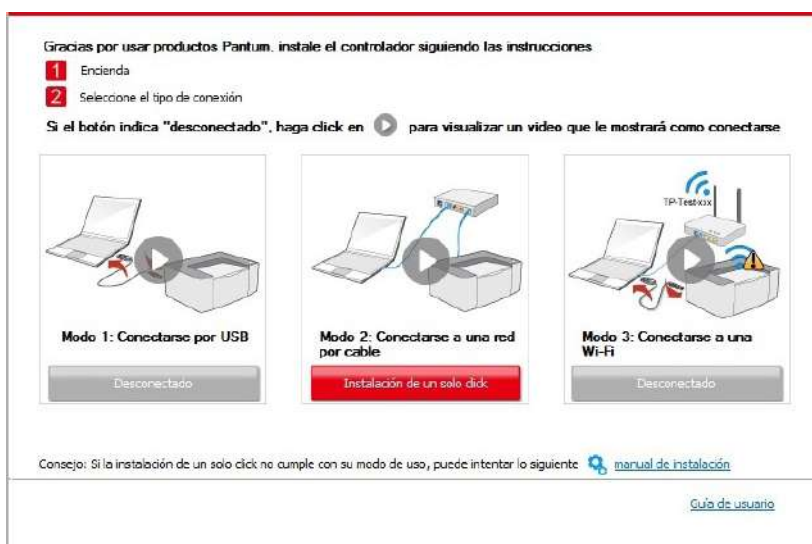 Gracias por usar productos Pantum, instale el controlador siguiendo las instrucciones
1 Encienda
2 Seleccione el tipo de conexión
Si el botón indica "desconectado", haga click en para visualizar un video que le mostrará como conectarse
TP-Test-xxx
Modo 1: Conectarse por USB
Desconectado
Modo 2: Conectarse a una red
por cable
Instalación de un solo click
Modo 3: Conectarse a una
Wi-Fi
Desconectado
Consejo: Si la instalación de un solo click no cumple con su modo de uso, puede intentar lo siguiente manual de instalación
Guía de usuario